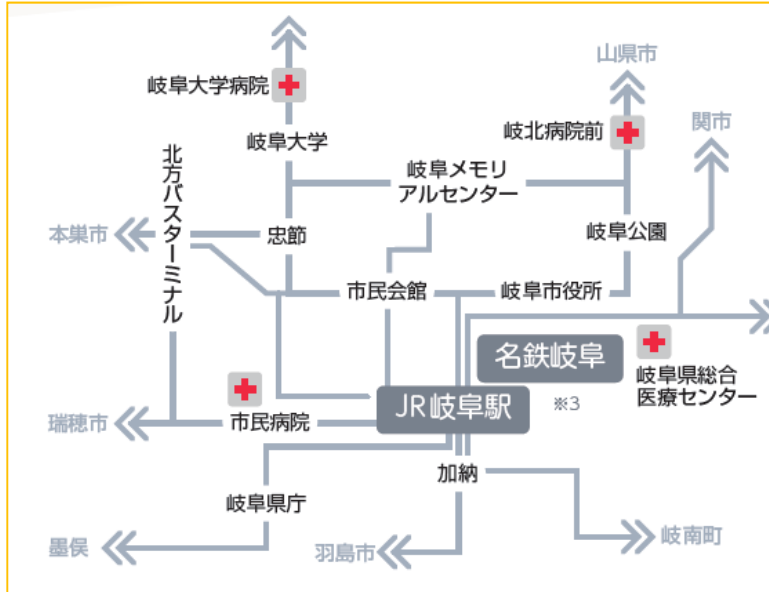 山県市
岐阜大学病院
岐北病院前
関市
岐阜大学
北方バスターミナル
岐阜メモリ
アルセンター
本巣市
忠節
岐阜公園
市民会館
岐阜市役所
名鉄岐阜
岐阜県総合
医療センター
JR岐阜駅
※3
瑞穂市
市民病院
加納
岐阜県庁
墨俣
羽島市
岐南町